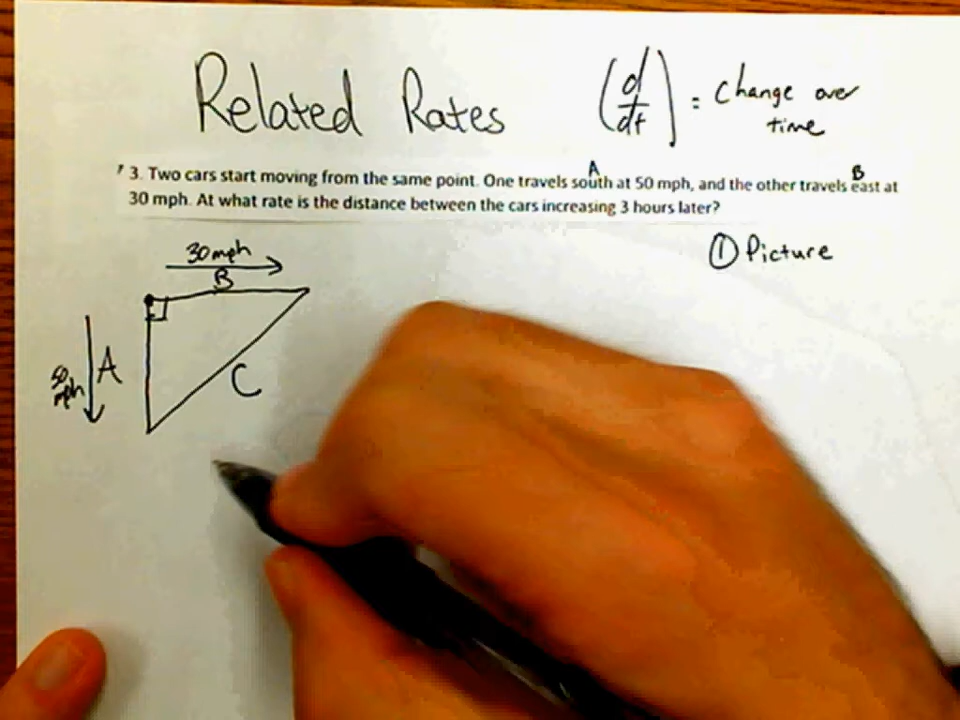 Related Rates (d/dt) = Change over
time
A B
3. Two cars start moving from the same point. One travels south at 50 mph, and the other travels east at
30 mph. At what rate is the distance between the cars increasing 3 hours later?
① Picture
30 mph
B
50
mph
A
C